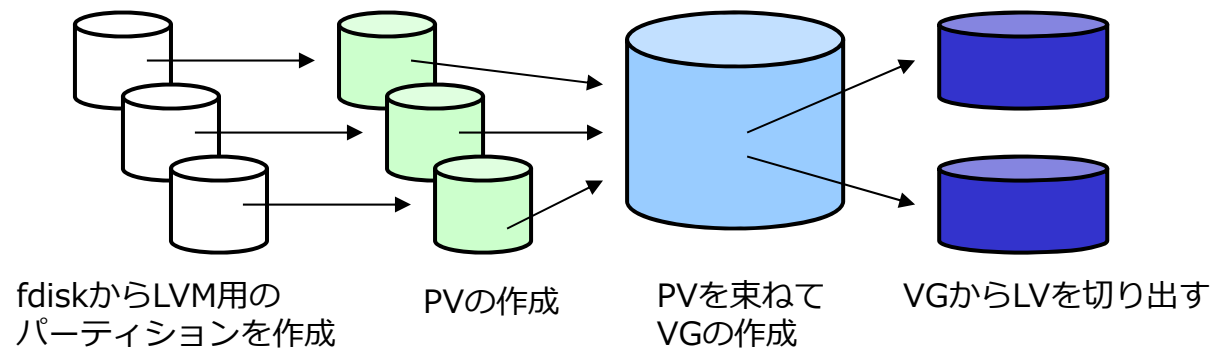 fdiskからLVM用の
パーティションを作成
PVの作成
PVを束ねて
VGの作成
VGからLVを切り出す